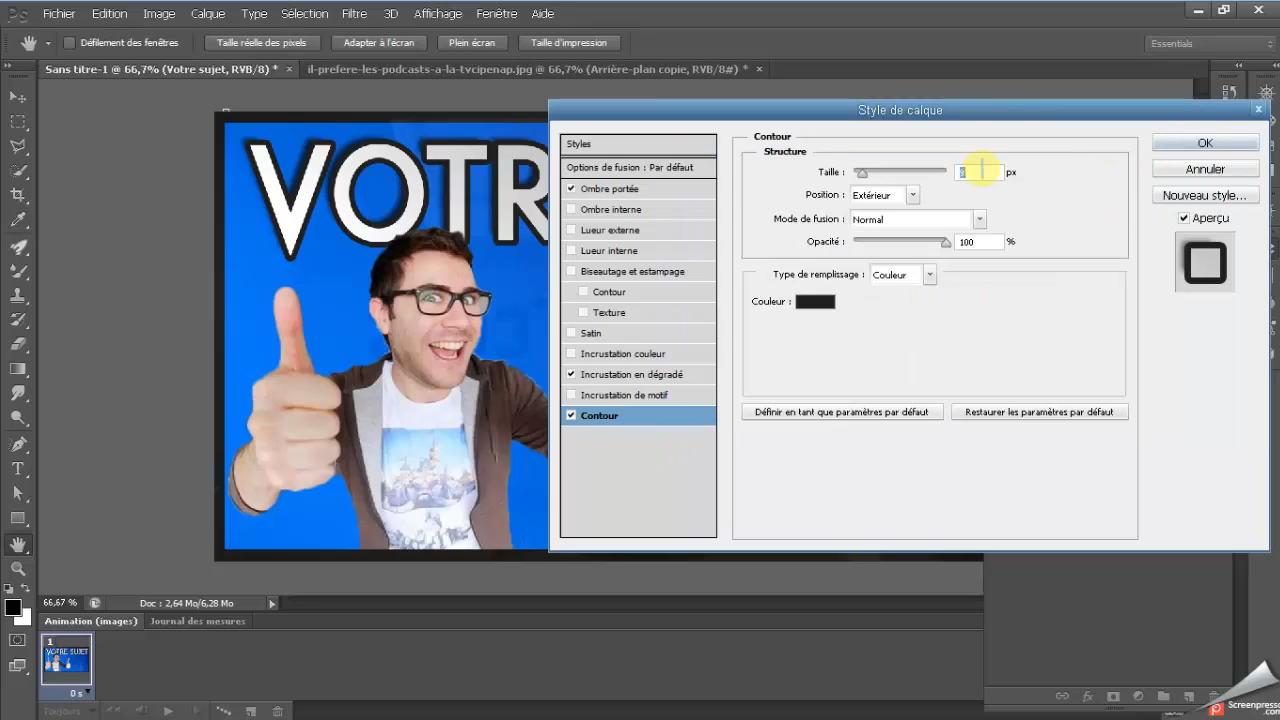 Ps Fichier Edition Image Calque Type Sélection Filtre 3D Affichage Fenêtre Aide
Défilement des fenêtres Taille réelle des pixels Adapter à l'écran Plein écran Taille d'impression Essentials
Sans titre-1 @ 66,7% (Votre sujet, RVB/8) * × il-prefere-les-podcasts-a-la-tvcipenap.jpg @ 66,7% (Arrière-plan copie, RVB/8#) * ×
VOTR
Style de calque
Styles
Options de fusion : Par défaut
Ombre portée
Ombre interne
Lueur externe
Lueur interne
Biseautage et estampage
Contour
Texture
Satin
Incrustation couleur
Incrustation en dégradé
Incrustation de motif
Contour
Contour
Structure
Taille : px
Position : Extérieur
Mode de fusion : Normal
Opacité : 100 %
Type de remplissage : Couleur
Couleur :
Définir en tant que paramètres par défaut Restaurer les paramètres par défaut
OK
Annuler
Nouveau style...
Aperçu
66,67 % Doc : 2,64 Mo/6,28 Mo
Animation (images) Journal des mesures
1
VOTRE SUJET
0 s
Toujours
fx
Screenpresso
.com